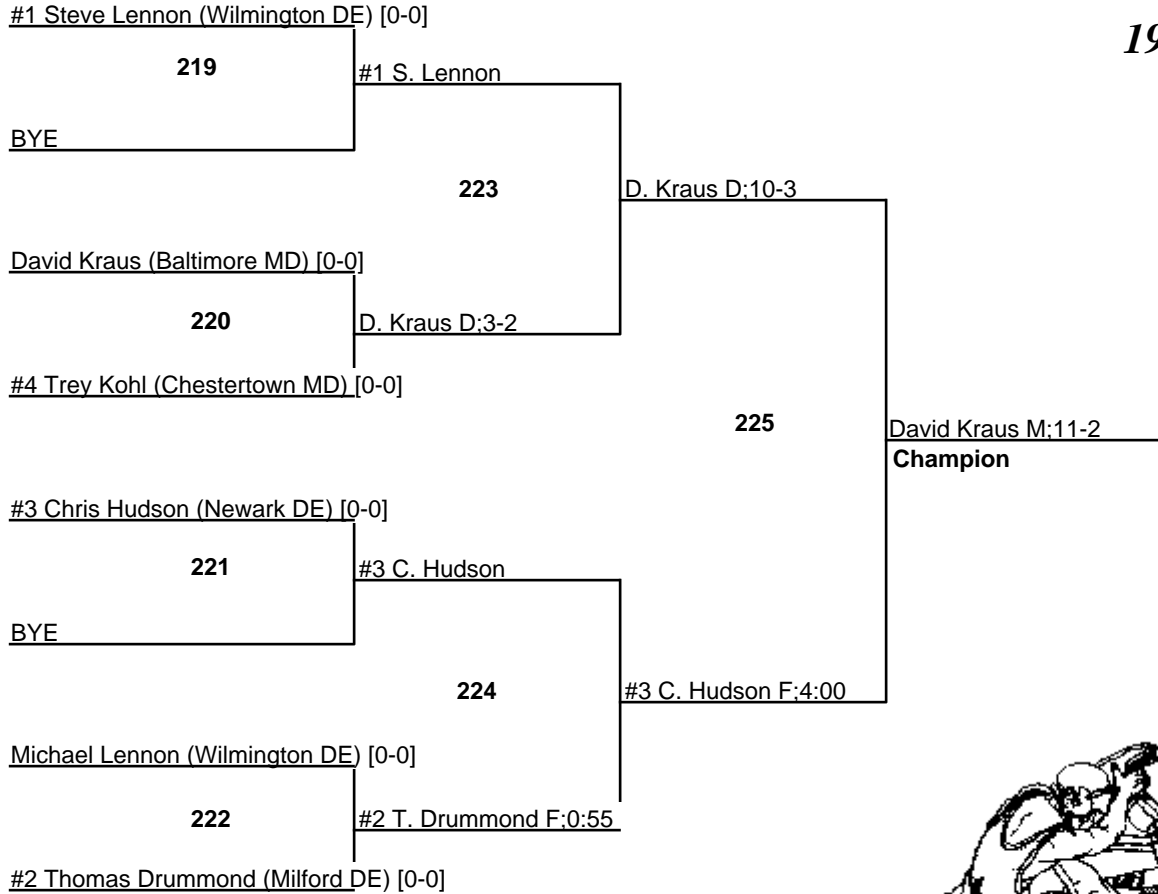 #1 Steve Lennon (Wilmington DE) [0-0]
19
219
#1 S. Lennon
BYE
223
D. Kraus D;10-3
David Kraus (Baltimore MD) [0-0]
220
D. Kraus D;3-2
#4 Trey Kohl (Chestertown MD) [0-0]
225
David Kraus M;11-2
Champion
#3 Chris Hudson (Newark DE) [0-0]
221
#3 C. Hudson
BYE
224
#3 C. Hudson F;4:00
Michael Lennon (Wilmington DE) [0-0]
222
#2 T. Drummond F;0:55
#2 Thomas Drummond (Milford DE) [0-0]